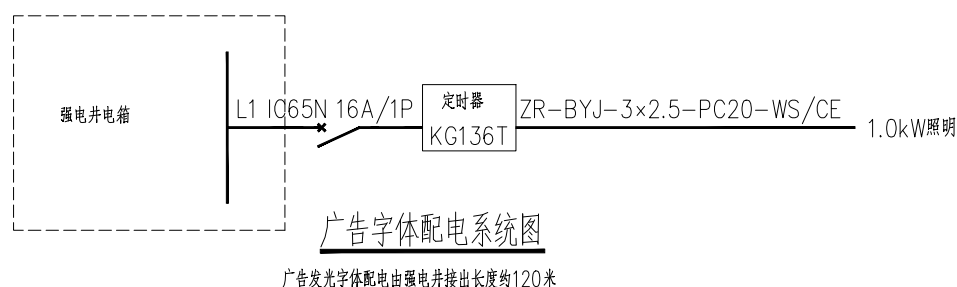 强电井电箱
L1 IC65N 16A/1P
定时器
KG136T
ZR-BYJ-3×2.5-PC20-WS/CE
1.0kW照明
广告字体配电系统图
广告发光字体配电由强电井接出长度约120米